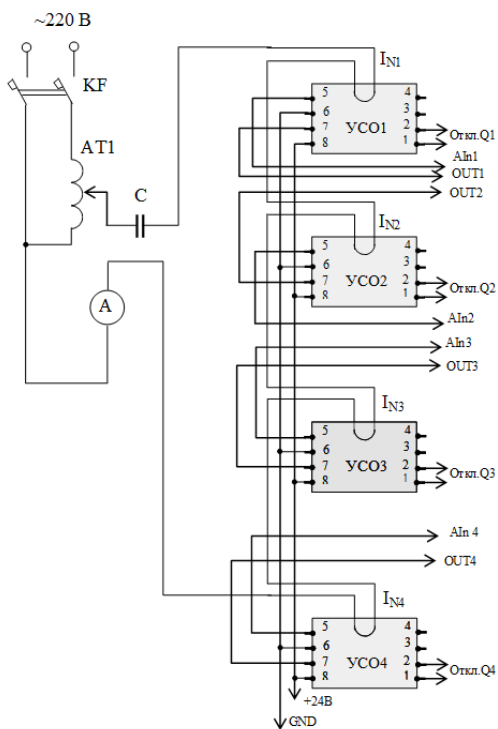 ~220 В
KF
AT1
C
A
IN1
5 4
6 3
7 УСО1 2
8 1
Откл.Q1
AIn1
OUT1
OUT2
IN2
5 4
6 3
7 УСО2 2
8 1
Откл.Q2
AIn2
AIn3
OUT3
IN3
5 4
6 3
7 УСО3 2
8 1
Откл.Q3
AIn 4
OUT4
IN4
5 4
6 3
7 УСО4 2
8 1
Откл.Q4
+24В
GND